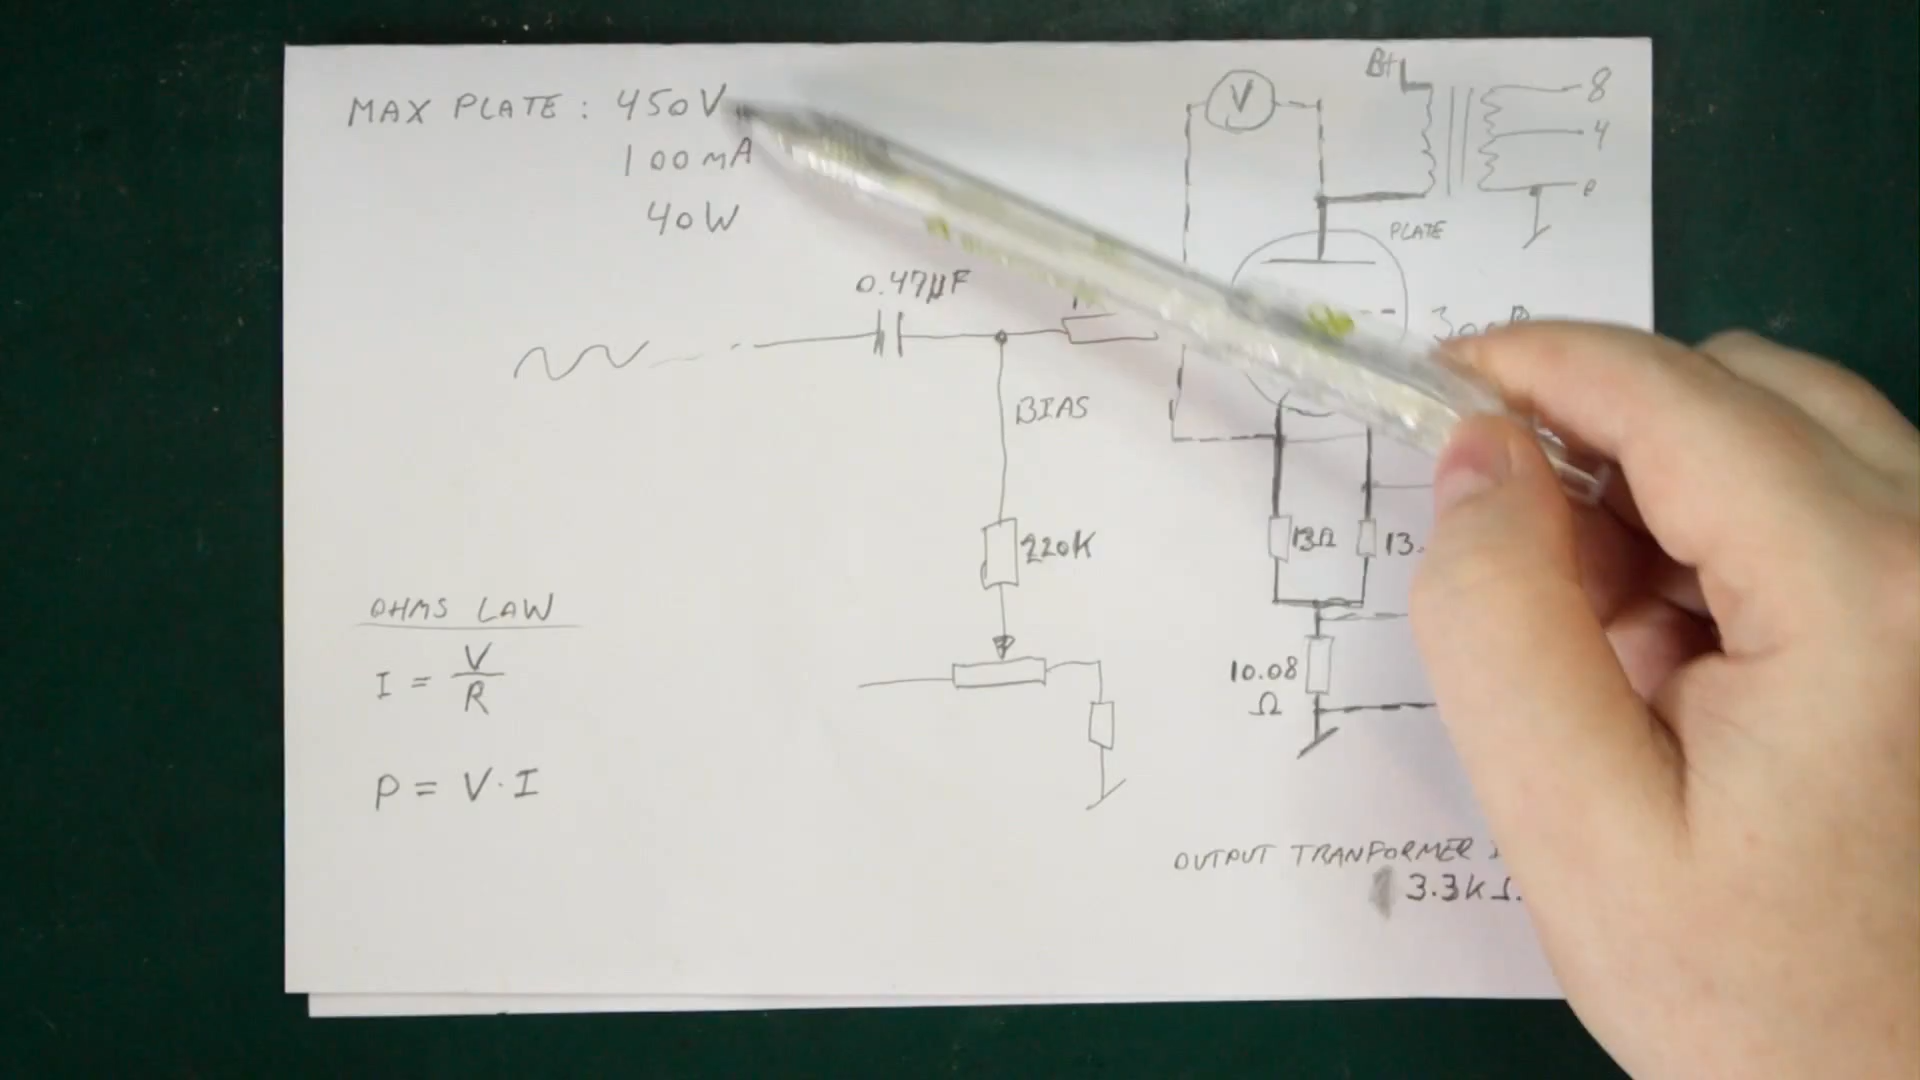 MAX PLATE: 450V
100mA
40W
B+
V
8
4
0
PLATE
0.47µF
BIAS
220K
13Ω
13
10.08
Ω
OHMS LAW
I = V/R
P = V·I
OUTPUT TRANFORMER
3.3k